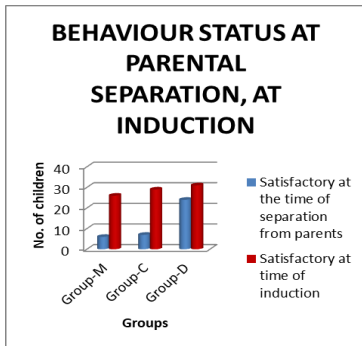 BEHAVIOUR STATUS AT
PARENTAL
SEPARATION, AT
INDUCTION
No. of children
40
30
20
10
0
Group-M
Group-C
Group-D
Groups
Satisfactory at
the time of
separation
from parents
Satisfactory at
time of
induction